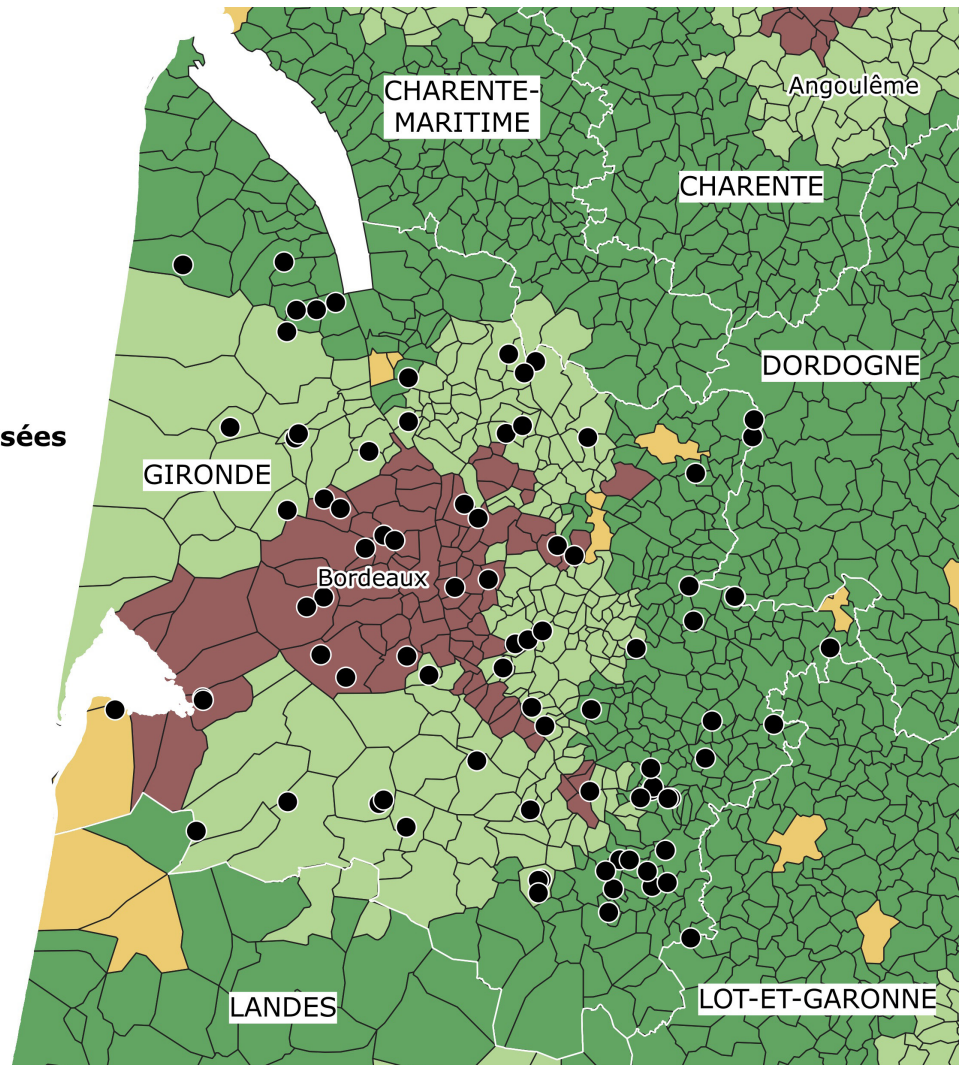 CHARENTE-
MARITIME
Angoulême
CHARENTE
DORDOGNE
sées
GIRONDE
Bordeaux
LANDES
LOT-ET-GARONNE